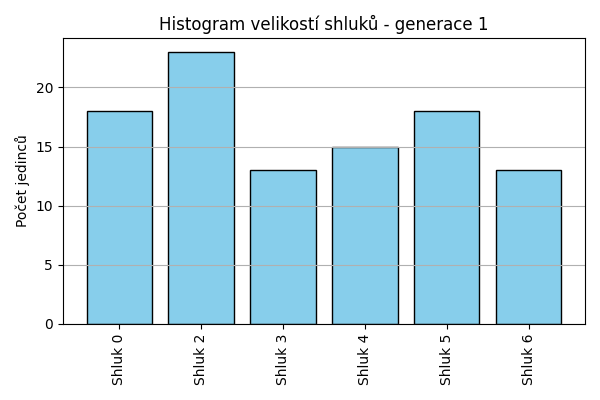 Histogram velikostí shluků - generace 1
Počet jedinců
20
15
10
5
0
Shluk 0
Shluk 2
Shluk 3
Shluk 4
Shluk 5
Shluk 6